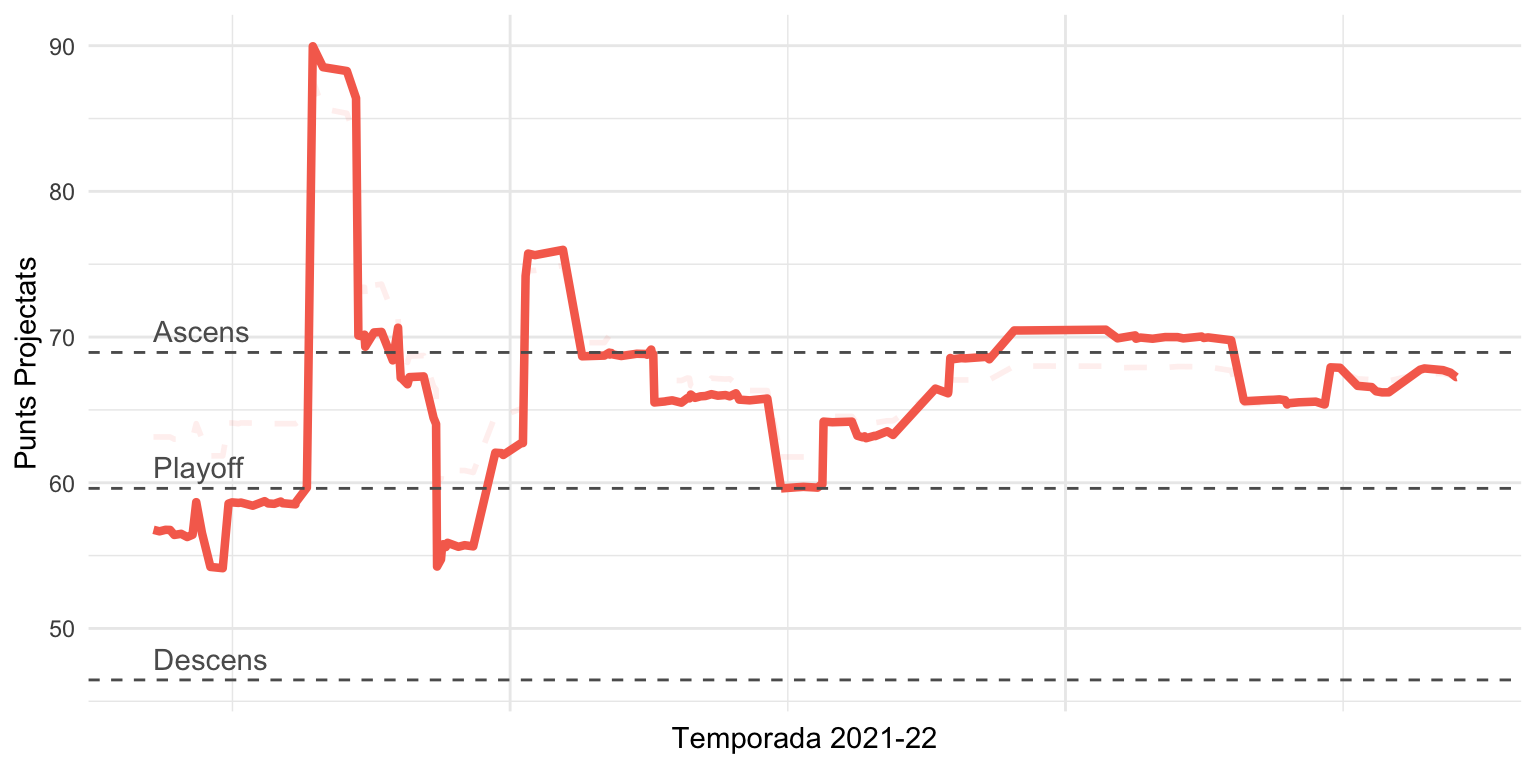 Punts Projectats
90
80
70
60
50
Ascens
Playoff
Descens
Temporada 2021-22